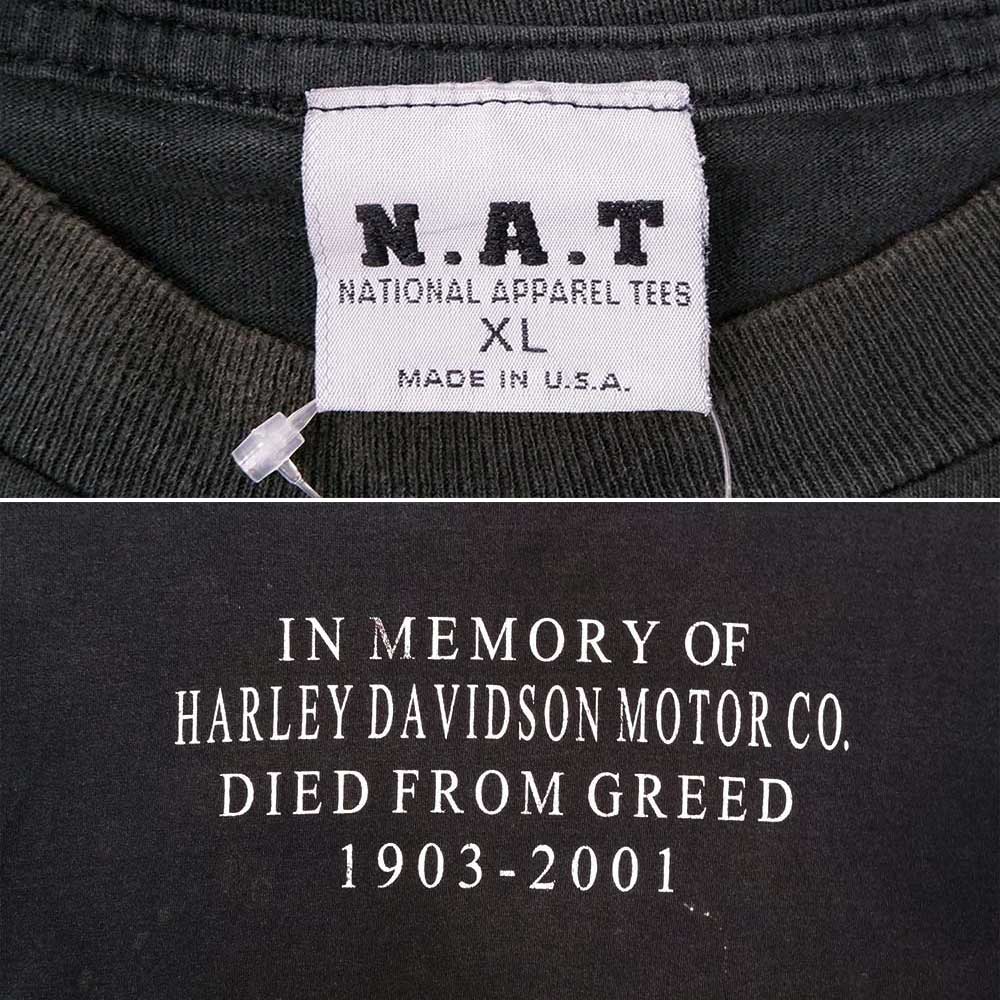 N.A.T
NATIONAL APPAREL TEES
XL
MADE IN U.S.A.
IN MEMORY OF
HARLEY DAVIDSON MOTOR CO.
DIED FROM GREED
1903-2001